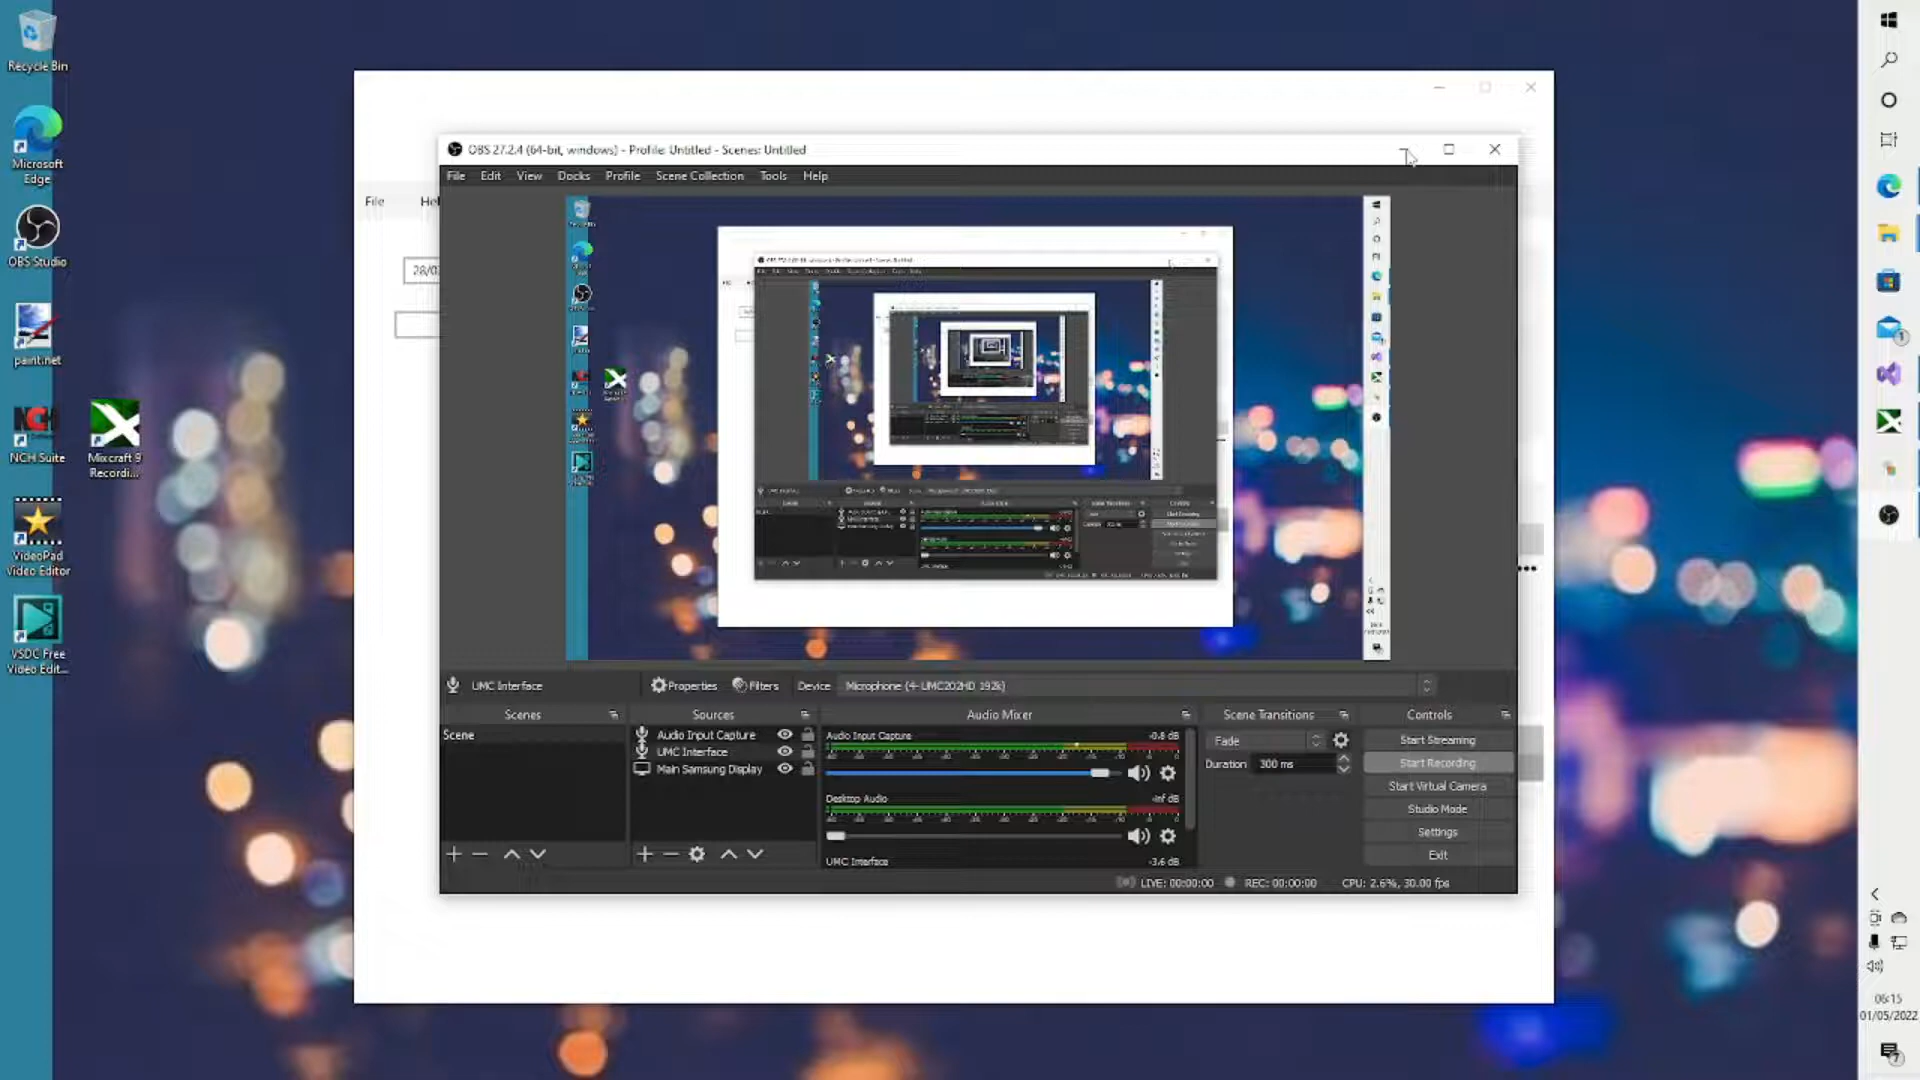 Recycle Bin
Microsoft
Edge
OBS Studio
paint.net
NCH Suite
Mixcraft 9
Recordi...
VideoPad
Video Editor
VSDC Free
Video Edit...
File
Hel
28/0
OBS 27.2.4 (64-bit, windows) - Profile: Untitled - Scenes: Untitled
File Edit View Docks Profile Scene Collection Tools Help
UMC Interface Properties Filters Device Microphone (4- UMC202HD 192k)
Scenes Sources Audio Mixer Scene Transitions Controls
Scene
Audio Input Capture
UMC Interface
Main Samsung Display
Audio Input Capture -0.8 dB
Desktop Audio -inf dB
UMC Interface -3.6 dB
Fade
Duration 300 ms
Start Streaming
Start Recording
Start Virtual Camera
Studio Mode
Settings
Exit
LIVE: 00:00:00 REC: 00:00:00 CPU: 2.6%, 30.00 fps
1
06:15
01/05/2022
7